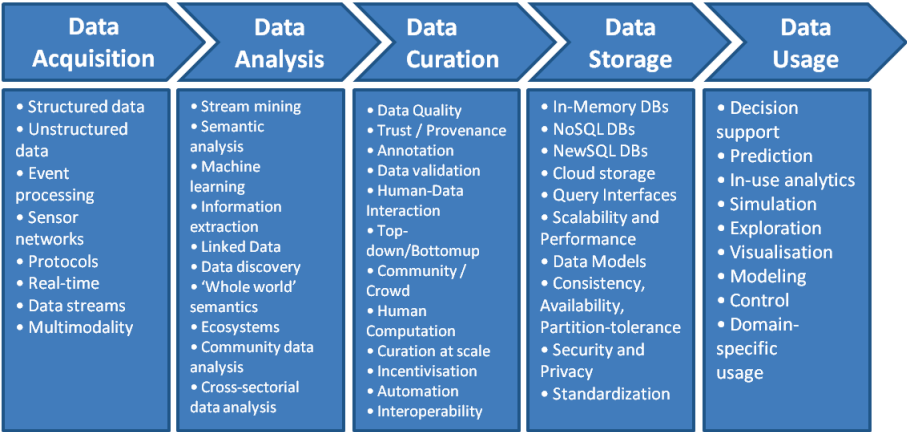 Data
Acquisition
Data
Analysis
Data
Curation
Data
Storage
Data
Usage
• Structured data
• Unstructured
data
• Event
processing
• Sensor
networks
• Protocols
• Real-time
• Data streams
• Multimodality
• Stream mining
• Semantic
analysis
• Machine
learning
• Information
extraction
• Linked Data
• Data discovery
• ‘Whole world’
semantics
• Ecosystems
• Community data
analysis
• Cross-sectorial
data analysis
• Data Quality
• Trust / Provenance
• Annotation
• Data validation
• Human-Data
Interaction
• Top-
down/Bottomup
• Community /
Crowd
• Human
Computation
• Curation at scale
• Incentivisation
• Automation
• Interoperability
• In-Memory DBs
• NoSQL DBs
• NewSQL DBs
• Cloud storage
• Query Interfaces
• Scalability and
Performance
• Data Models
• Consistency,
Availability,
Partition-tolerance
• Security and
Privacy
• Standardization
• Decision
support
• Prediction
• In-use analytics
• Simulation
• Exploration
• Visualisation
• Modeling
• Control
• Domain-
specific
usage